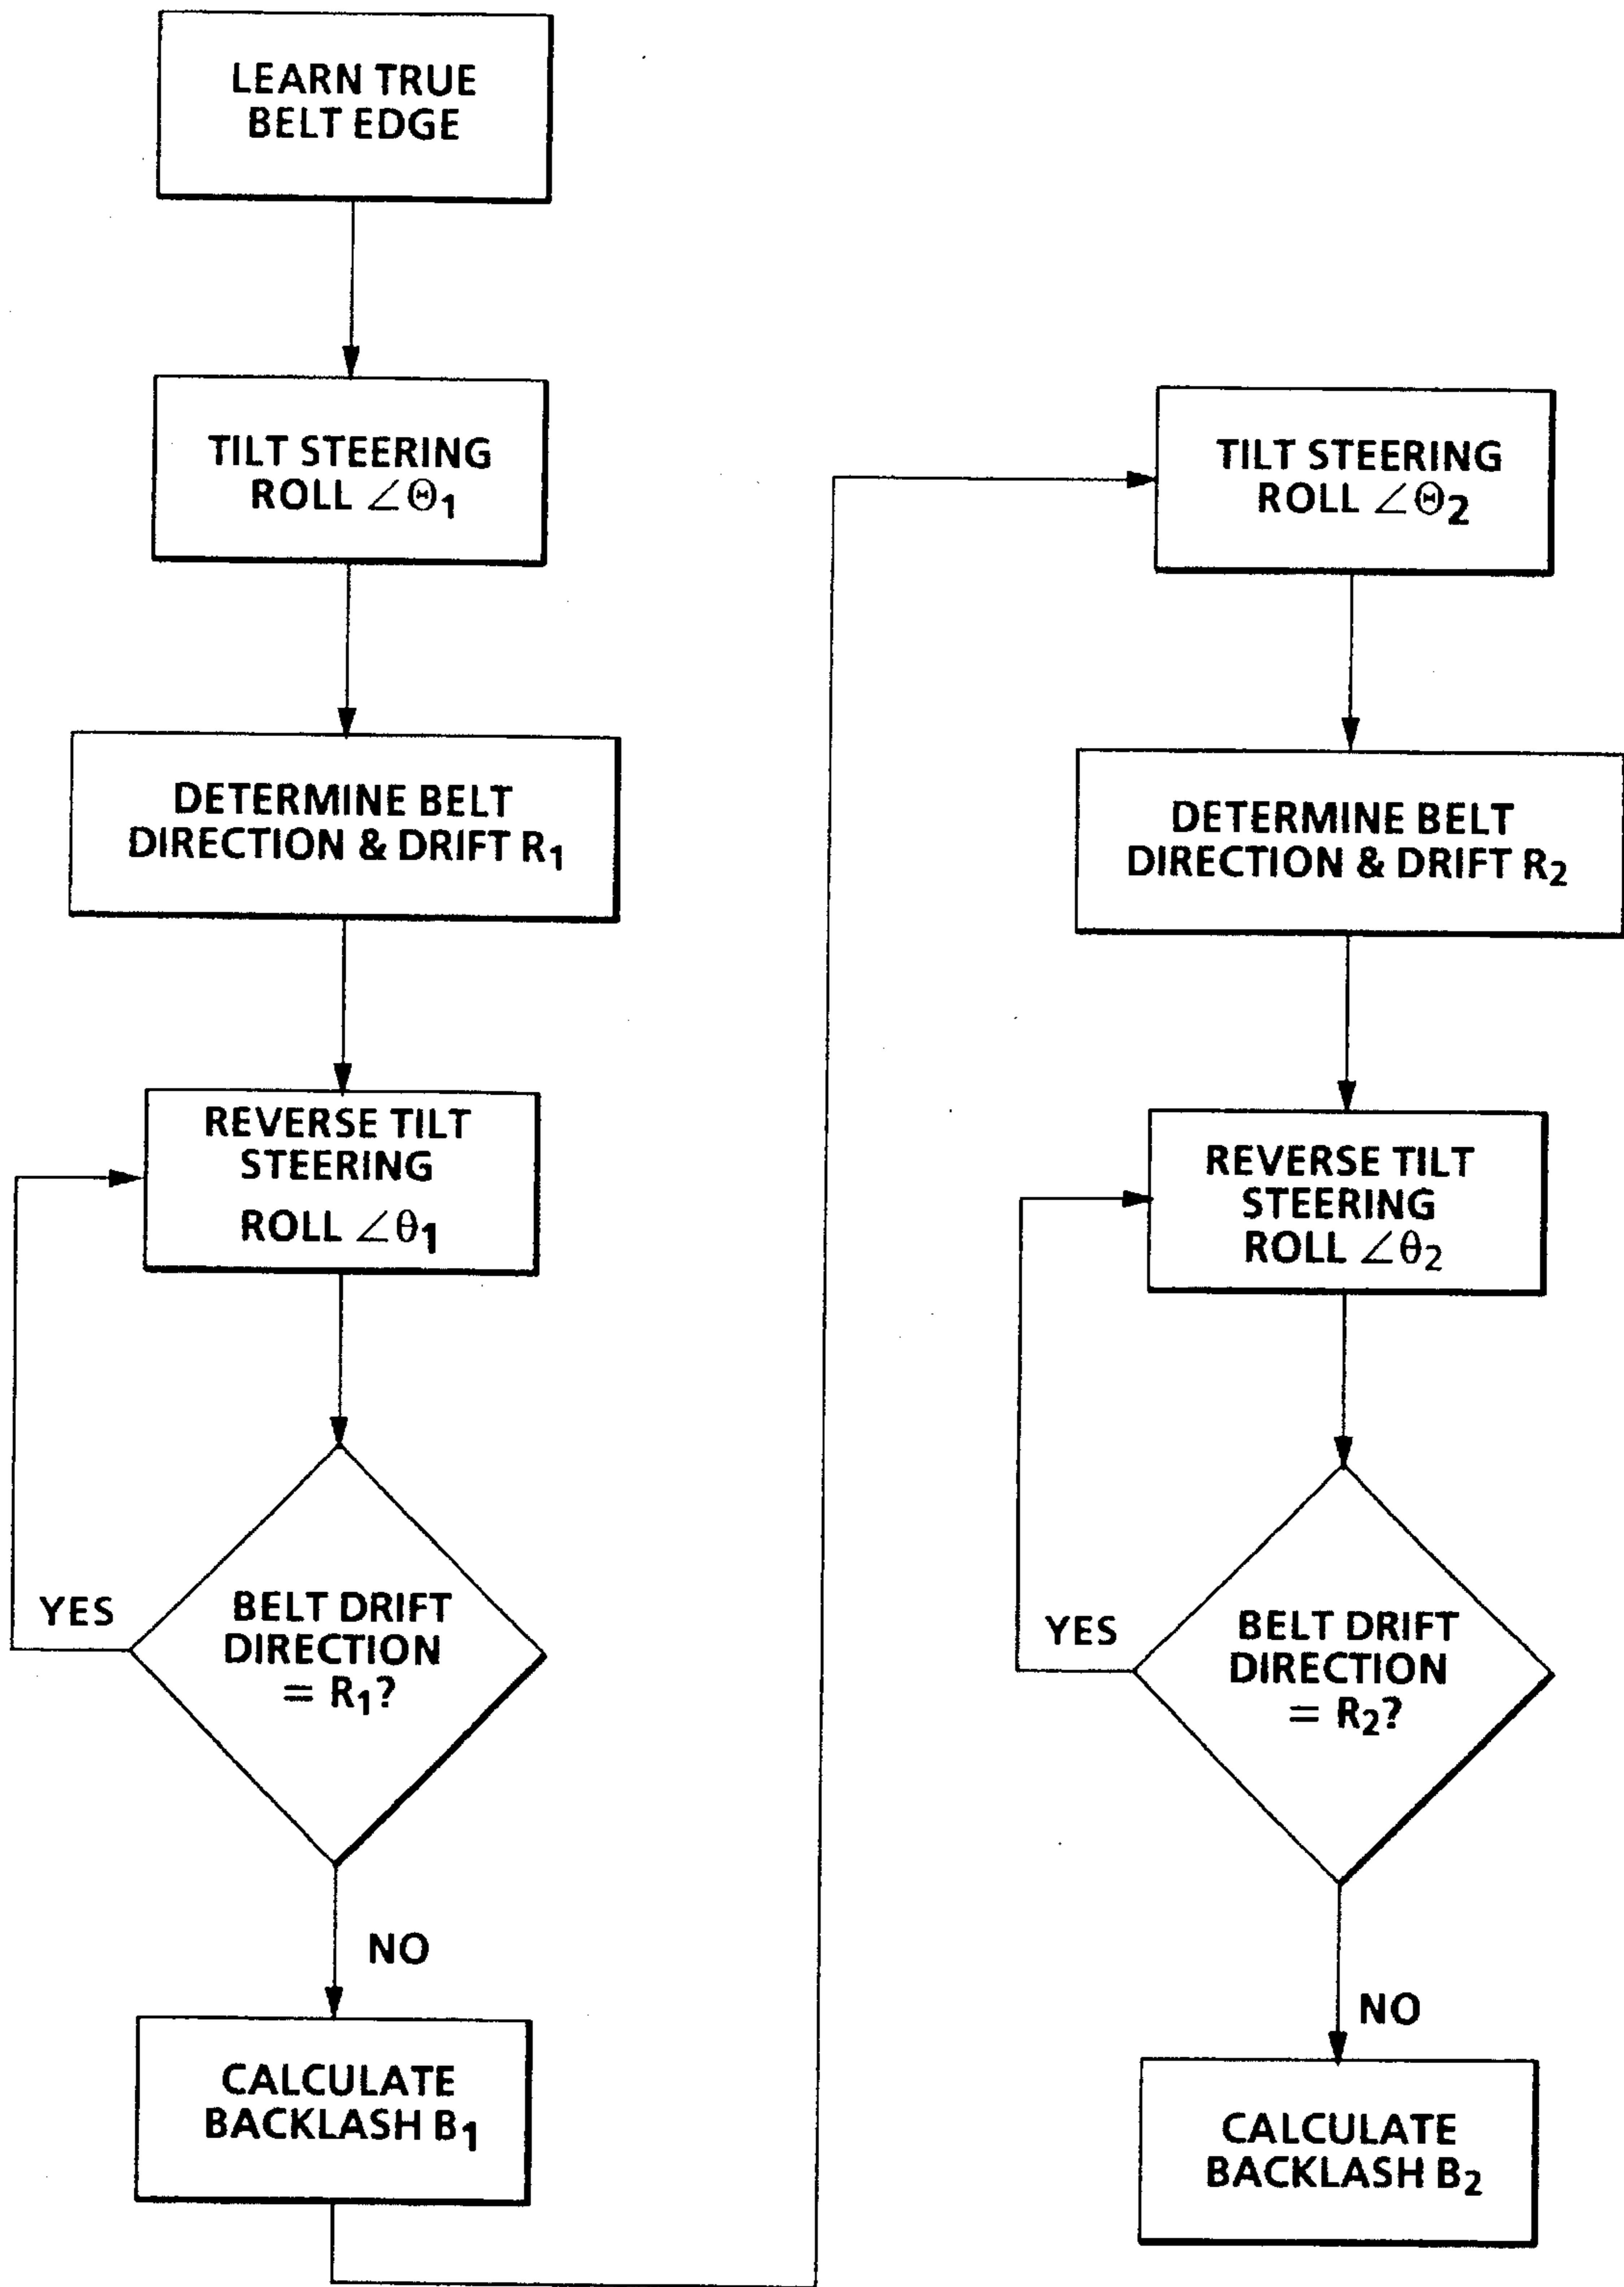 LEARN TRUE
BELT EDGE
TILT STEERING
ROLL ∠Θ₁
DETERMINE BELT
DIRECTION & DRIFT R₁
REVERSE TILT
STEERING
ROLL ∠θ₁
YES
BELT DRIFT
DIRECTION
= R₁?
NO
CALCULATE
BACKLASH B₁
TILT STEERING
ROLL ∠Θ₂
DETERMINE BELT
DIRECTION & DRIFT R₂
REVERSE TILT
STEERING
ROLL ∠θ₂
YES
BELT DRIFT
DIRECTION
= R₂?
NO
CALCULATE
BACKLASH B₂